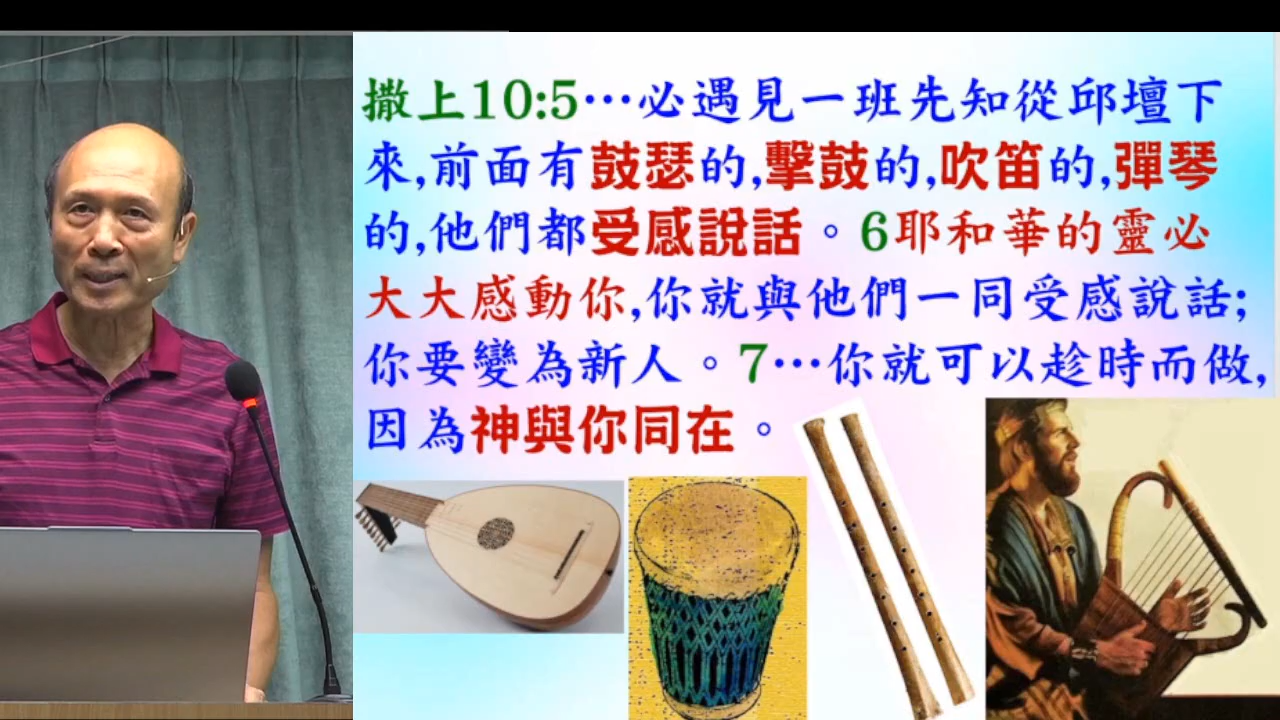 撒上10:5…必遇見一班先知從邱壇下
來,前面有鼓瑟的,擊鼓的,吹笛的,彈琴
的,他們都受感說話。6耶和華的靈必
大大感動你,你就與他們一同受感說話;
你要變為新人。7…你就可以趁時而做,
因為神與你同在。